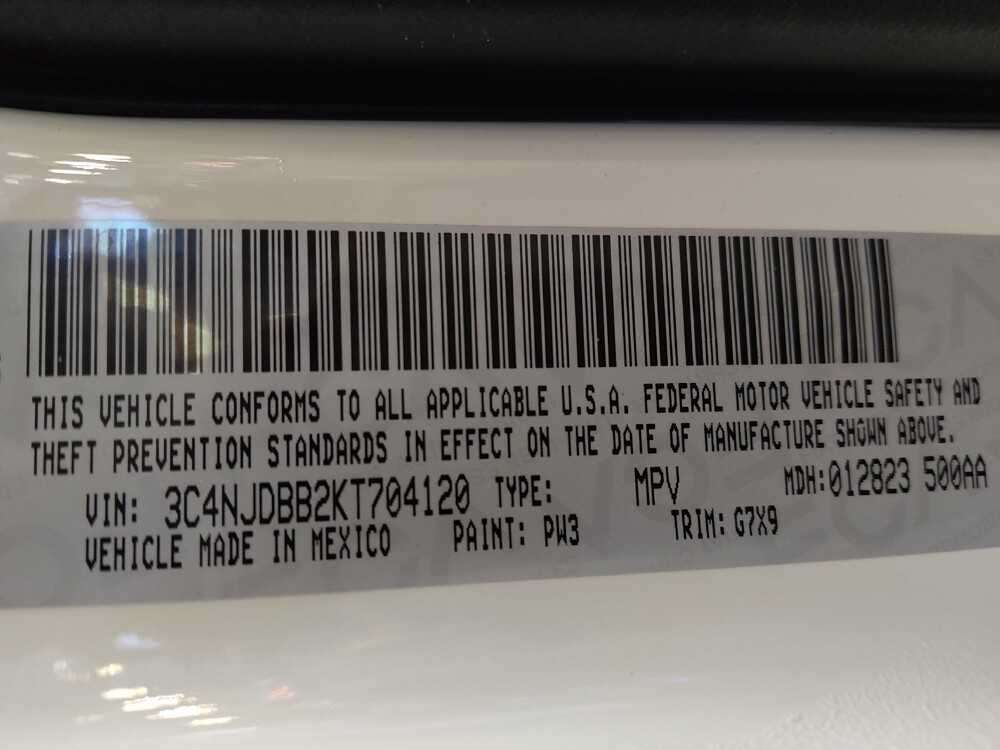 THIS VEHICLE CONFORMS TO ALL APPLICABLE U.S.A. FEDERAL MOTOR VEHICLE SAFETY AND
THEFT PREVENTION STANDARDS IN EFFECT ON THE DATE OF MANUFACTURE SHOWN ABOVE.
VIN: 3C4NJDBB2KT704120 TYPE: MPV MDH:012823 500AA
VEHICLE MADE IN MEXICO PAINT: PW3 TRIM: G7X9